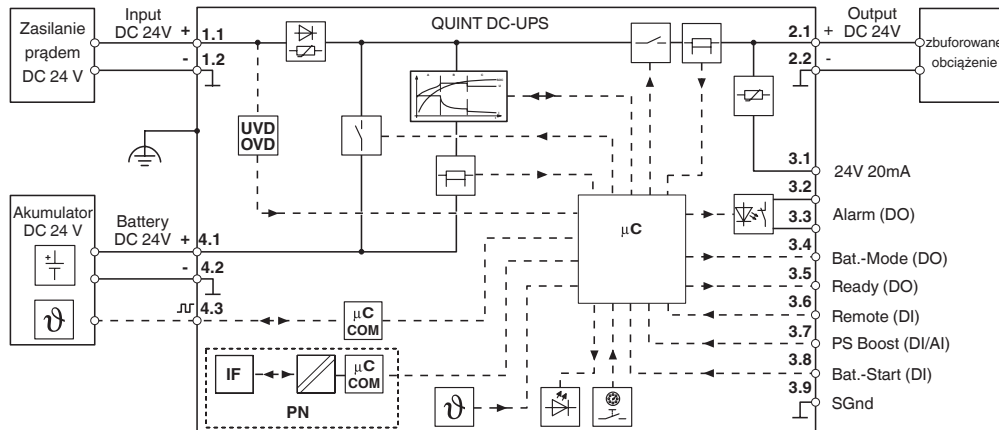 Zasilanie
prądem
DC 24 V
Input
DC 24V
+
1.1
-
1.2
QUINT DC-UPS
2.1
+
Output
DC 24V
2.2
-
zbuforowane
obciążenie
UVD
OVD
3.1
24V 20mA
3.2
3.3
Alarm (DO)
Akumulator
DC 24 V
+
ϑ
Battery
DC 24V
+
4.1
-
4.2
4.3
µC
3.4
Bat.-Mode (DO)
3.5
Ready (DO)
3.6
Remote (DI)
3.7
PS Boost (DI/AI)
3.8
Bat.-Start (DI)
3.9
SGnd
µC
COM
IF
µC
COM
PN
ϑ